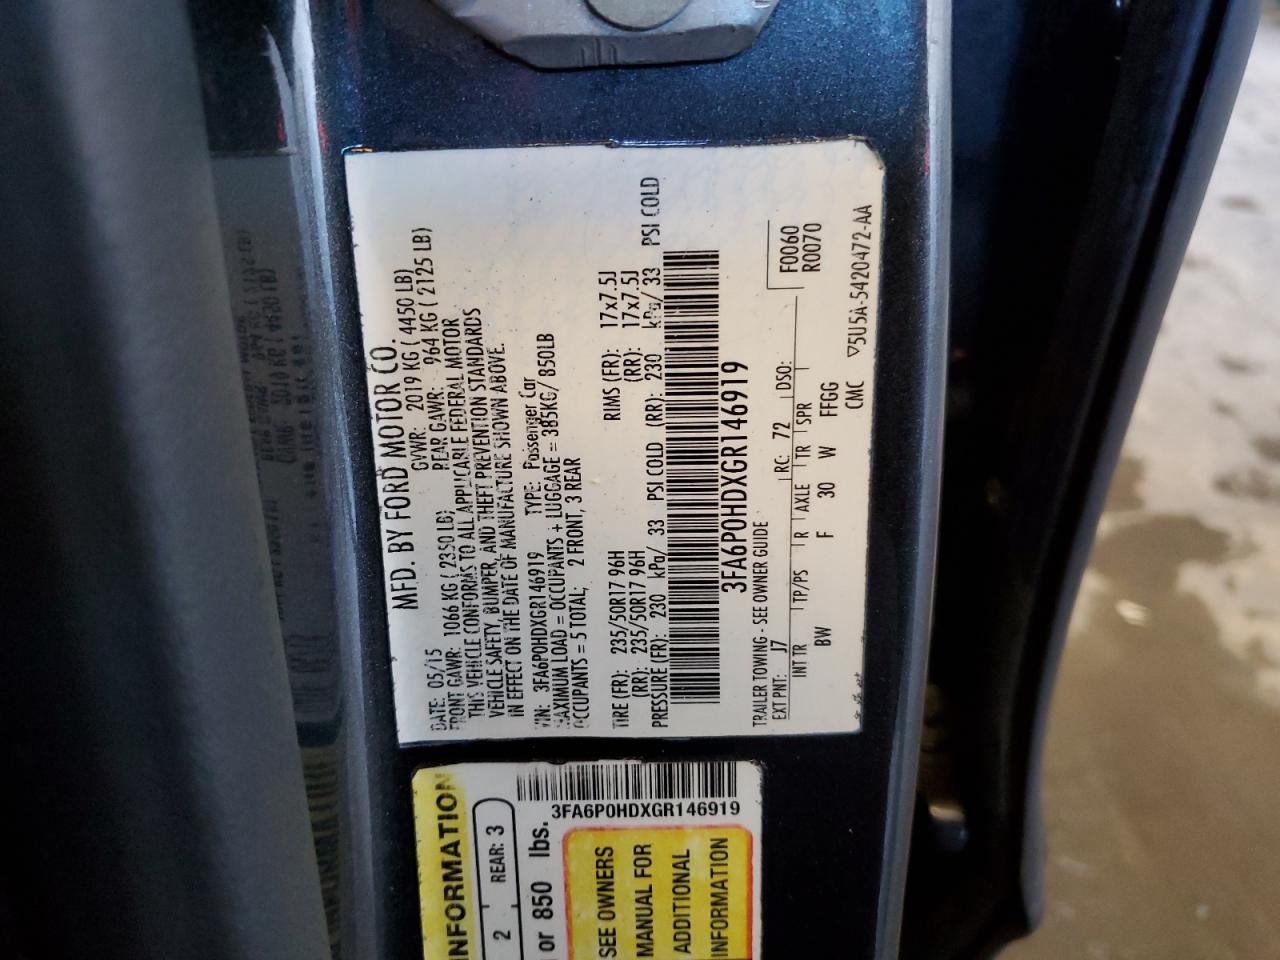 MFD. BY FORD MOTOR CO.
DATE: 05/15 GVWR: 2019 KG ( 4450 LB)
FRONT GAWR: 1066 KG ( 2350 LB) REAR GAWR: 964 KG ( 2125 LB)
THIS VEHICLE CONFORMS TO ALL APPLICABLE FEDERAL MOTOR
VEHICLE SAFETY, BUMPER, AND THEFT PREVENTION STANDARDS
IN EFFECT ON THE DATE OF MANUFACTURE SHOWN ABOVE.
VIN: 3FA6P0HDXGR146919 TYPE: Passenger Car
MAXIMUM LOAD = OCCUPANTS + LUGGAGE = 385KG/ 850LB
OCCUPANTS = 5 TOTAL; 2 FRONT, 3 REAR
TIRE (FR): 235/50R17 96H RIMS (FR): 17x7.5J
(RR): 235/50R17 96H (RR): 17x7.5J
PRESSURE (FR): 230 kPa/ 33 PSI COLD (RR): 230 kPa/ 33 PSI COLD
3FA6P0HDXGR146919
TRAILER TOWING - SEE OWNER GUIDE
EXT PNT: J7 RC: 72 DSO: F0060
R0070
INT TR TP/PS R AXLE TR SPR
BW F 30 W FFGG
CMC ▽5U5A-5420472-AA
INFORMATION
2 REAR: 3
3FA6P0HDXGR146919
or 850 lbs.
SEE OWNERS
MANUAL FOR
ADDITIONAL
INFORMATION